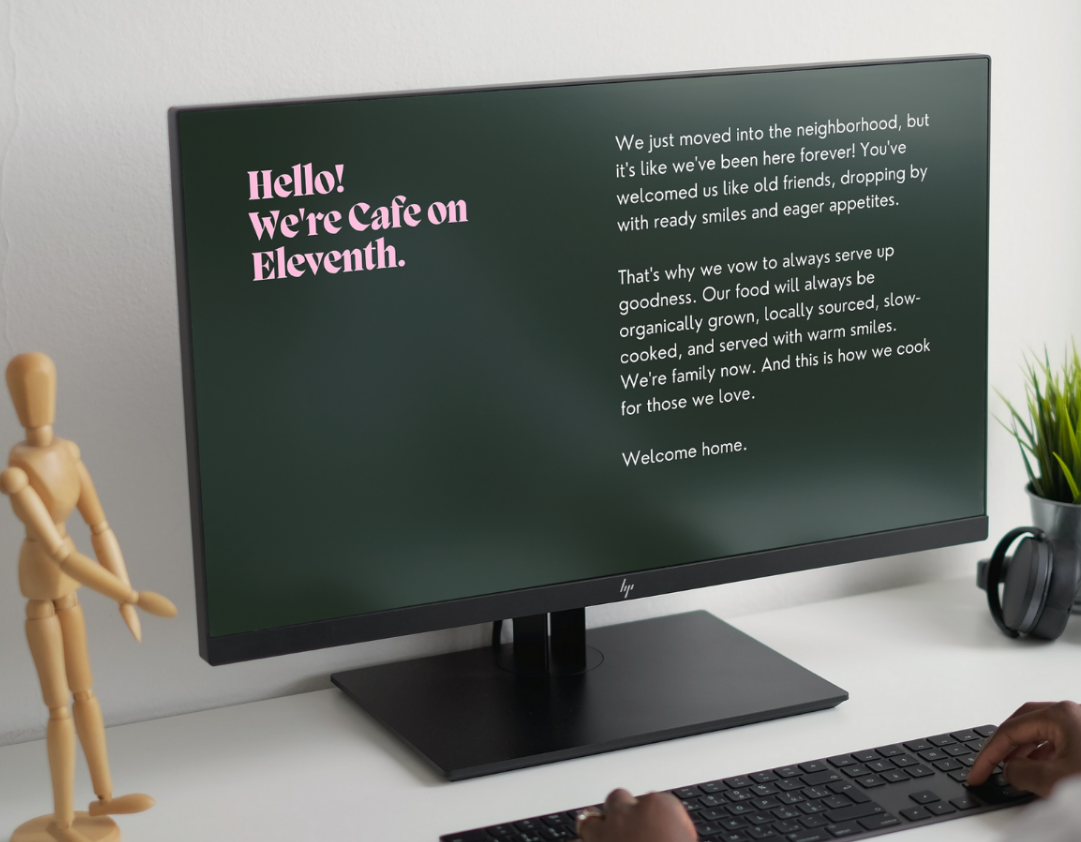 Hello!
We're Cafe on
Eleventh.
We just moved into the neighborhood, but
it's like we've been here forever! You've
welcomed us like old friends, dropping by
with ready smiles and eager appetites.
That's why we vow to always serve up
goodness. Our food will always be
organically grown, locally sourced, slow-
cooked, and served with warm smiles.
We're family now. And this is how we cook
for those we love.
Welcome home.
hp